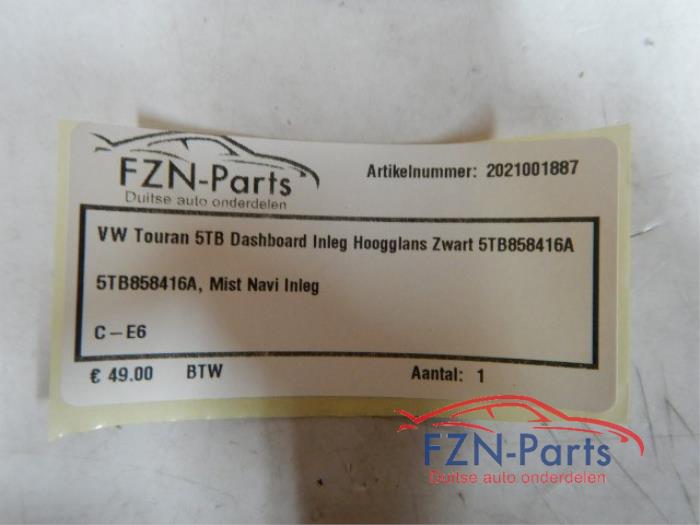 FZN-Parts
Duitse auto onderdelen
Artikelnummer: 2021001887
VW Touran 5TB Dashboard Inleg Hoogglans Zwart 5TB858416A
5TB858416A, Mist Navi Inleg
C-E6
€ 49.00 BTW Aantal: 1
FZN-Parts
Duitse auto onderdelen